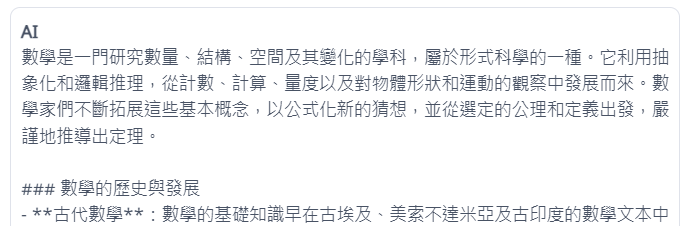 AI
數學是一門研究數量、結構、空間及其變化的學科，屬於形式科學的一種。它利用抽
象化和邏輯推理，從計數、計算、量度以及對物體形狀和運動的觀察中發展而來。數
學家們不斷拓展這些基本概念，以公式化新的猜想，並從選定的公理和定義出發，嚴
謹地推導出定理。
### 數學的歷史與發展
- **古代數學**：數學的基礎知識早在古埃及、美索不達米亞及古印度的數學文本中